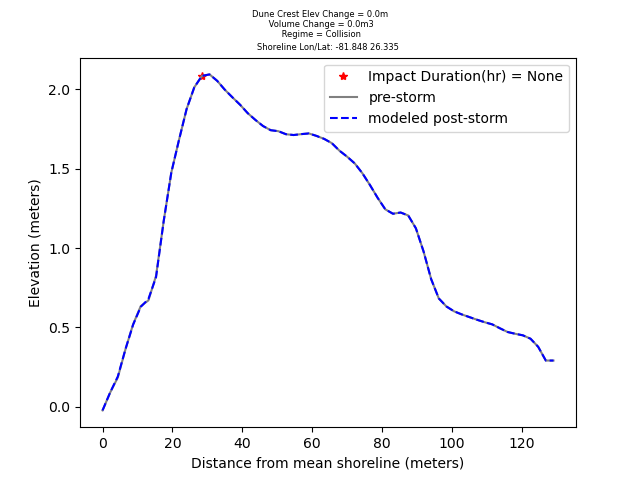 Dune Crest Elev Change = 0.0m
Volume Change = 0.0m3
Regime = Collision
Shoreline Lon/Lat: -81.848 26.335
Impact Duration(hr) = None
pre-storm
modeled post-storm
Elevation (meters)
2.0
1.5
1.0
0.5
0.0
0 20 40 60 80 100 120
Distance from mean shoreline (meters)